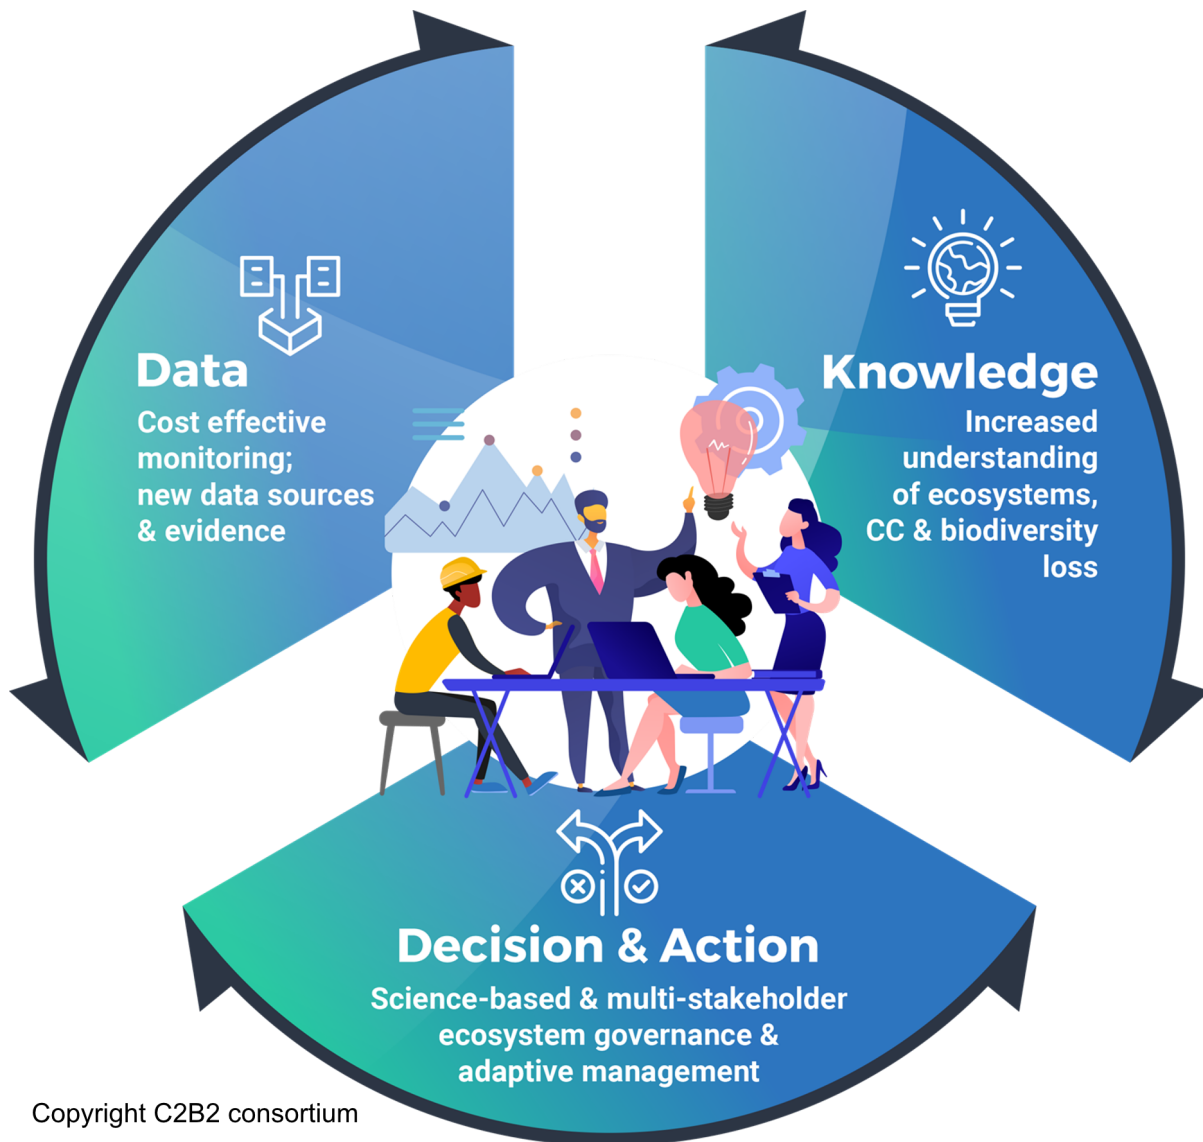 Data
Cost effective
monitoring;
new data sources
& evidence
Knowledge
Increased
understanding
of ecosystems,
CC & biodiversity
loss
Decision & Action
Science-based & multi-stakeholder
ecosystem governance &
adaptive management
Copyright C2B2 consortium